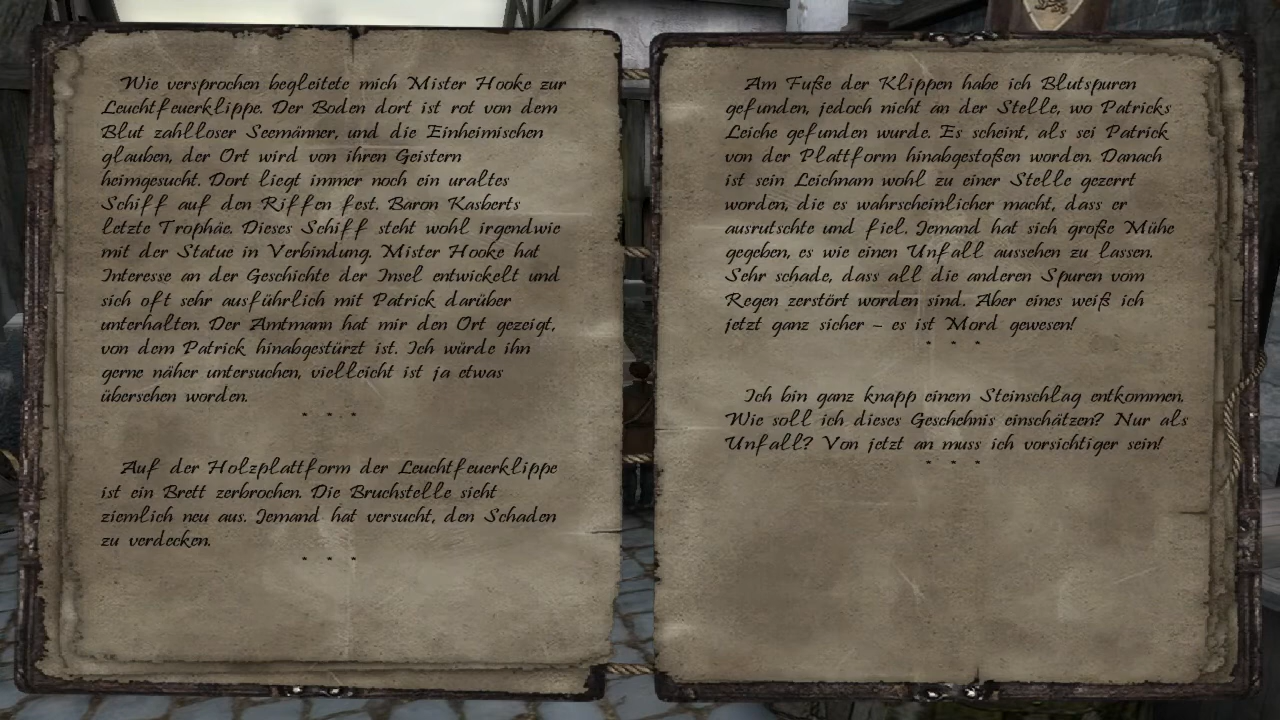 Wie versprochen begleitete mich Mister Hooke zur
Leuchtfeuerklippe. Der Boden dort ist rot von dem
Blut zahlloser Seemänner, und die Einheimischen
glauben, der Ort wird von ihren Geistern
heimgesucht. Dort liegt immer noch ein uraltes
Schiff auf den Riffen fest. Baron Kasberts
letzte Trophäe. Dieses Schiff steht wohl irgendwie
mit der Statue in Verbindung. Mister Hooke hat
Interesse an der Geschichte der Insel entwickelt und
sich oft sehr ausführlich mit Patrick darüber
unterhalten. Der Amtmann hat mir den Ort gezeigt,
von dem Patrick hinabgestürzt ist. Ich würde ihn
gerne näher untersuchen, vielleicht ist ja etwas
übersehen worden.
* * *
Auf der Holzplattform der Leuchtfeuerklippe
ist ein Brett zerbrochen. Die Bruchstelle sieht
ziemlich neu aus. Jemand hat versucht, den Schaden
zu verdecken.
* * *
Am Fuße der Klippen habe ich Blutspuren
gefunden, jedoch nicht an der Stelle, wo Patricks
Leiche gefunden wurde. Es scheint, als sei Patrick
von der Plattform hinabgestoßen worden. Danach
ist sein Leichnam wohl zu einer Stelle gezerrt
worden, die es wahrscheinlicher macht, dass er
ausrutschte und fiel. Jemand hat sich große Mühe
gegeben, es wie einen Unfall aussehen zu lassen.
Sehr schade, dass all die anderen Spuren vom
Regen zerstört worden sind. Aber eines weiß ich
jetzt ganz sicher – es ist Mord gewesen!
* * *
Ich bin ganz knapp einem Steinschlag entkommen.
Wie soll ich dieses Geschehnis einschätzen? Nur als
Unfall? Von jetzt an muss ich vorsichtiger sein!
* * *